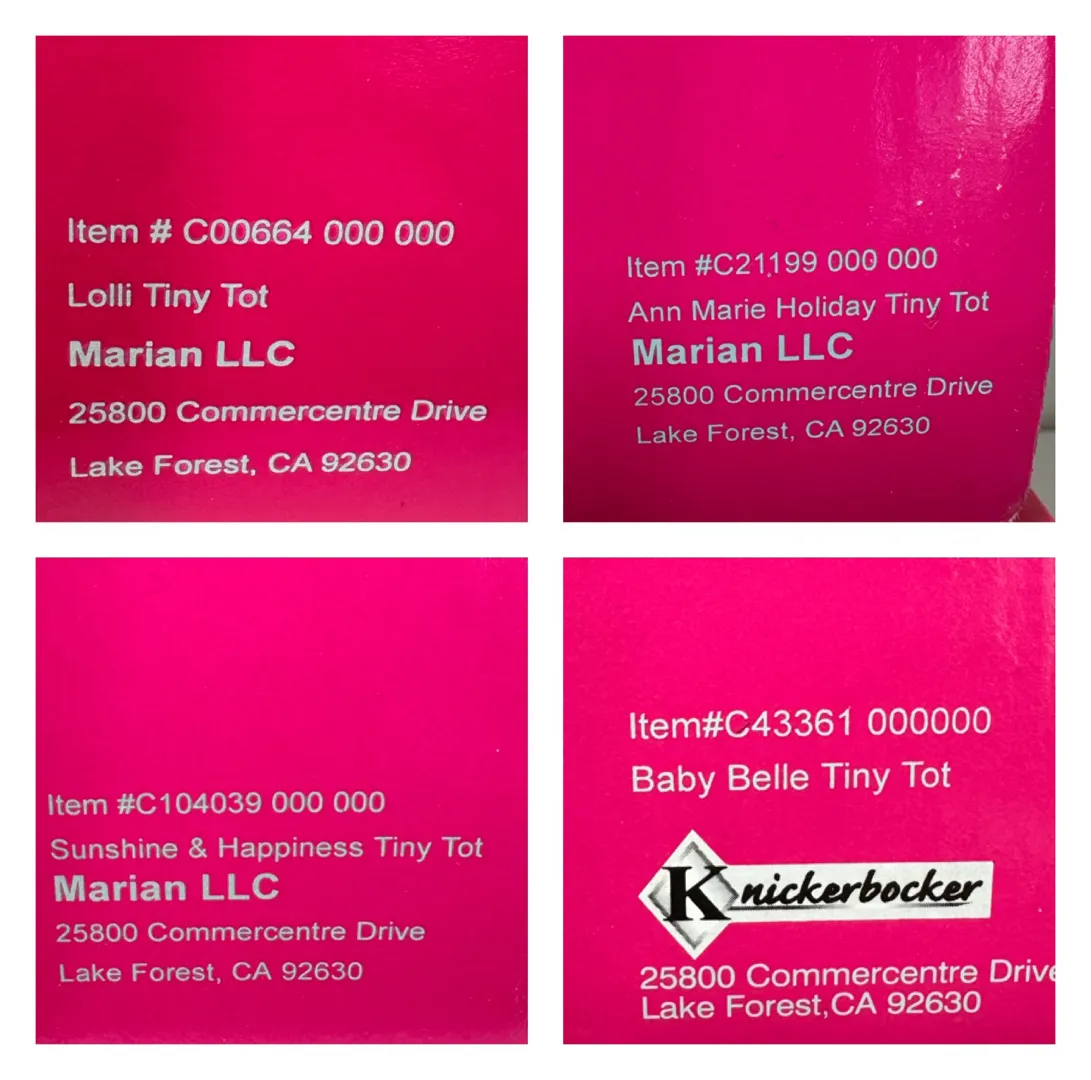 Item # C00664 000 000
Lolli Tiny Tot
Marian LLC
25800 Commercentre Drive
Lake Forest, CA 92630
Item #C21199 000 000
Ann Marie Holiday Tiny Tot
Marian LLC
25800 Commercentre Drive
Lake Forest, CA 92630
Item #C104039 000 000
Sunshine & Happiness Tiny Tot
Marian LLC
25800 Commercentre Drive
Lake Forest, CA 92630
Item#C43361 000000
Baby Belle Tiny Tot
Knickerbocker
25800 Commercentre Drive
Lake Forest,CA 92630